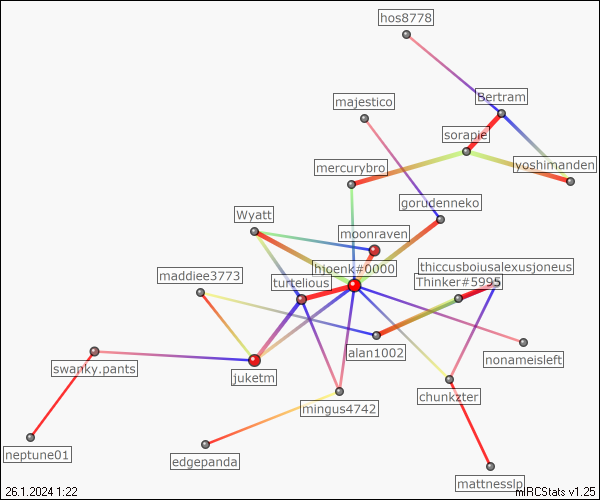 hos8778
Bertram
majestico
sorapie
mercurybro
yoshimanden
gorudenneko
Wyatt
moonraven
hjpenk#0000
thiccusboiusalexusjoneus
maddiee3773
turtelious
Thinker#5995
alan1002
nonameisleft
swanky.pants
juketm
chunkzter
mingus4742
neptune01
edgepanda
mattnesslp
26.1.2024 1:22
mIRCStats v1.25